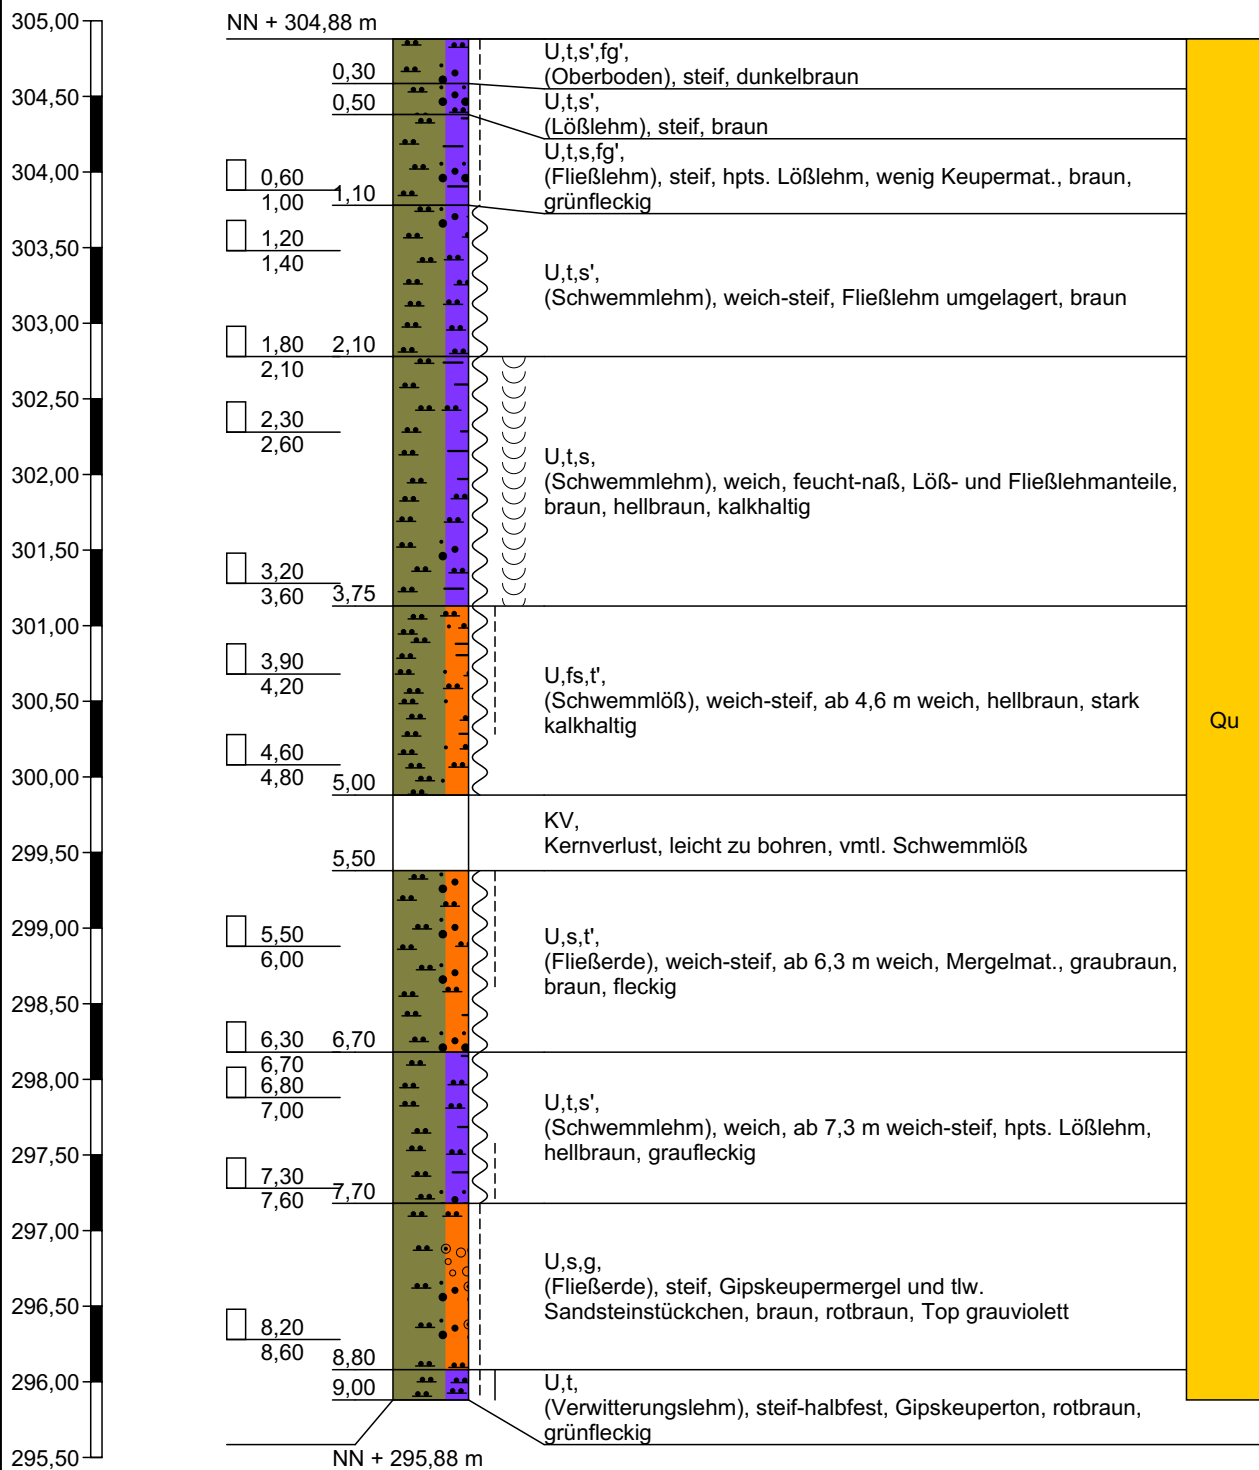 305,00
NN + 304,88 m
U,t,s',fg',
0,30
(Oberboden), steif, dunkelbraun
304,50
0,50
U,t,s',
(Lößlehm), steif, braun
U,t,s,fg',
304,00
0,60
1,00
1,10
(Fließlehm), steif, hpts. Lößlehm, wenig Keupermat., braun,
grünfleckig
303,50
1,20
1,40
U,t,s',
(Schwemmlehm), weich-steif, Fließlehm umgelagert, braun
303,00
1,80
2,10
2,10
302,50
2,30
2,60
302,00
U,t,s,
(Schwemmlehm), weich, feucht-naß, Löß- und Fließlehmanteile,
braun, hellbraun, kalkhaltig
301,50
3,20
3,60
3,75
301,00
3,90
4,20
300,50
U,fs,t',
(Schwemmlöß), weich-steif, ab 4,6 m weich, hellbraun, stark
kalkhaltig
Qu
300,00
4,60
4,80
5,00
KV,
Kernverlust, leicht zu bohren, vmtl. Schwemmlöß
299,50
5,50
299,00
5,50
6,00
U,s,t',
(Fließerde), weich-steif, ab 6,3 m weich, Mergelmat., graubraun,
braun, fleckig
298,50
6,30
6,70
6,70
298,00
6,80
7,00
U,t,s',
(Schwemmlehm), weich, ab 7,3 m weich-steif, hpts. Lößlehm,
hellbraun, graufleckig
297,50
7,30
7,60
7,70
297,00
U,s,g,
(Fließerde), steif, Gipskeupermergel und tlw.
Sandsteinstückchen, braun, rotbraun, Top grauviolett
296,50
8,20
8,60
8,80
296,00
9,00
U,t,
(Verwitterungslehm), steif-halbfest, Gipskeuperton, rotbraun,
grünfleckig
295,50
NN + 295,88 m